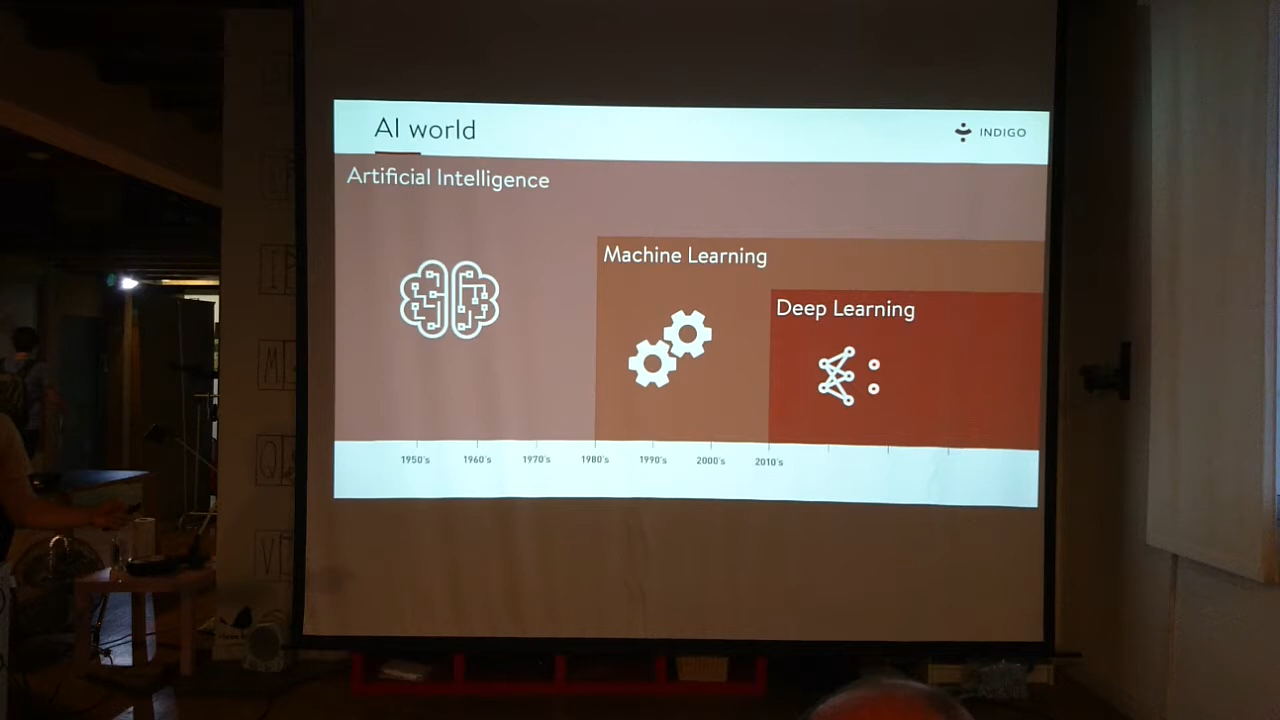 AI world
INDIGO
Artificial Intelligence
Machine Learning
Deep Learning
1950's 1960's 1970's 1980's 1990's 2000's 2010's